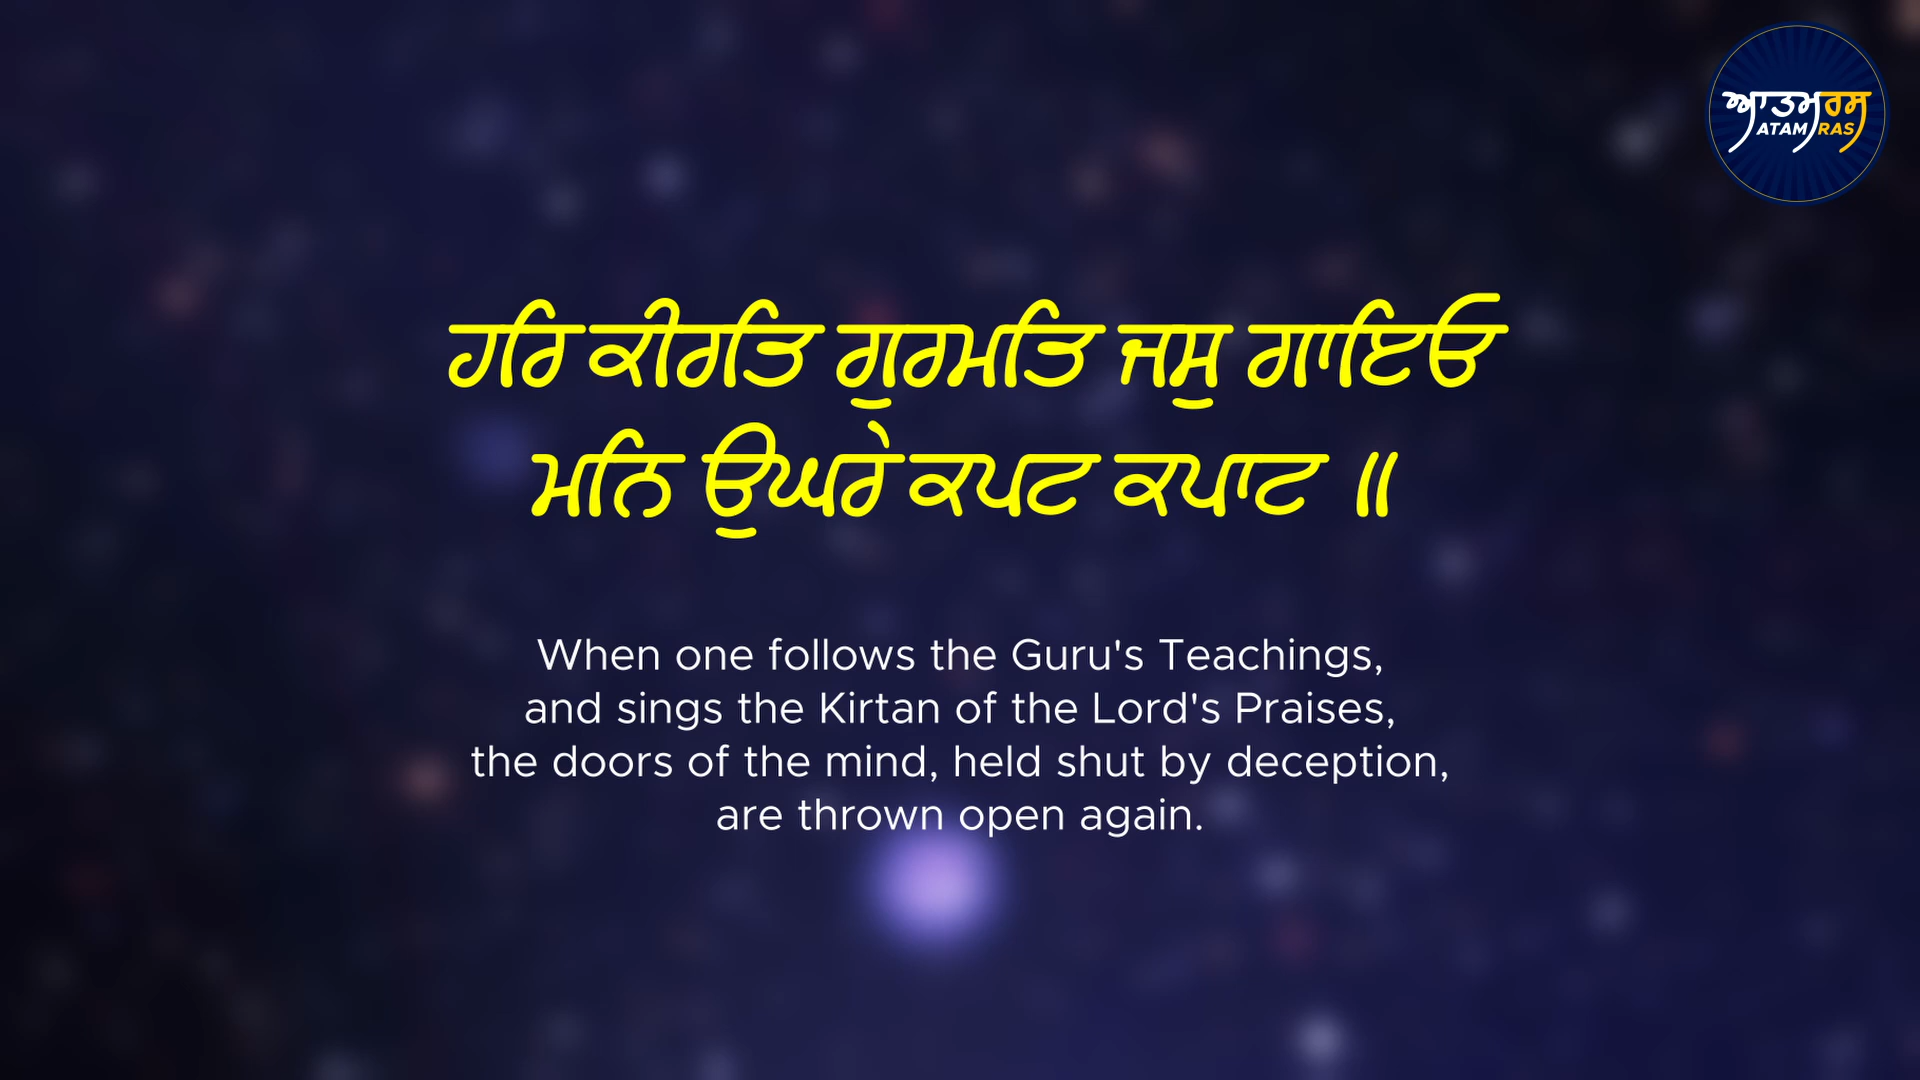 ਆਤਮਰਸ
ATAM RAS
ਹਰਿ ਕੀਰਤਿ ਗੁਰਮਤਿ ਜਸੁ ਗਾਇਓ
ਮਨਿ ਉਘਰੇ ਕਪਟ ਕਪਾਟ ॥
When one follows the Guru's Teachings,
and sings the Kirtan of the Lord's Praises,
the doors of the mind, held shut by deception,
are thrown open again.